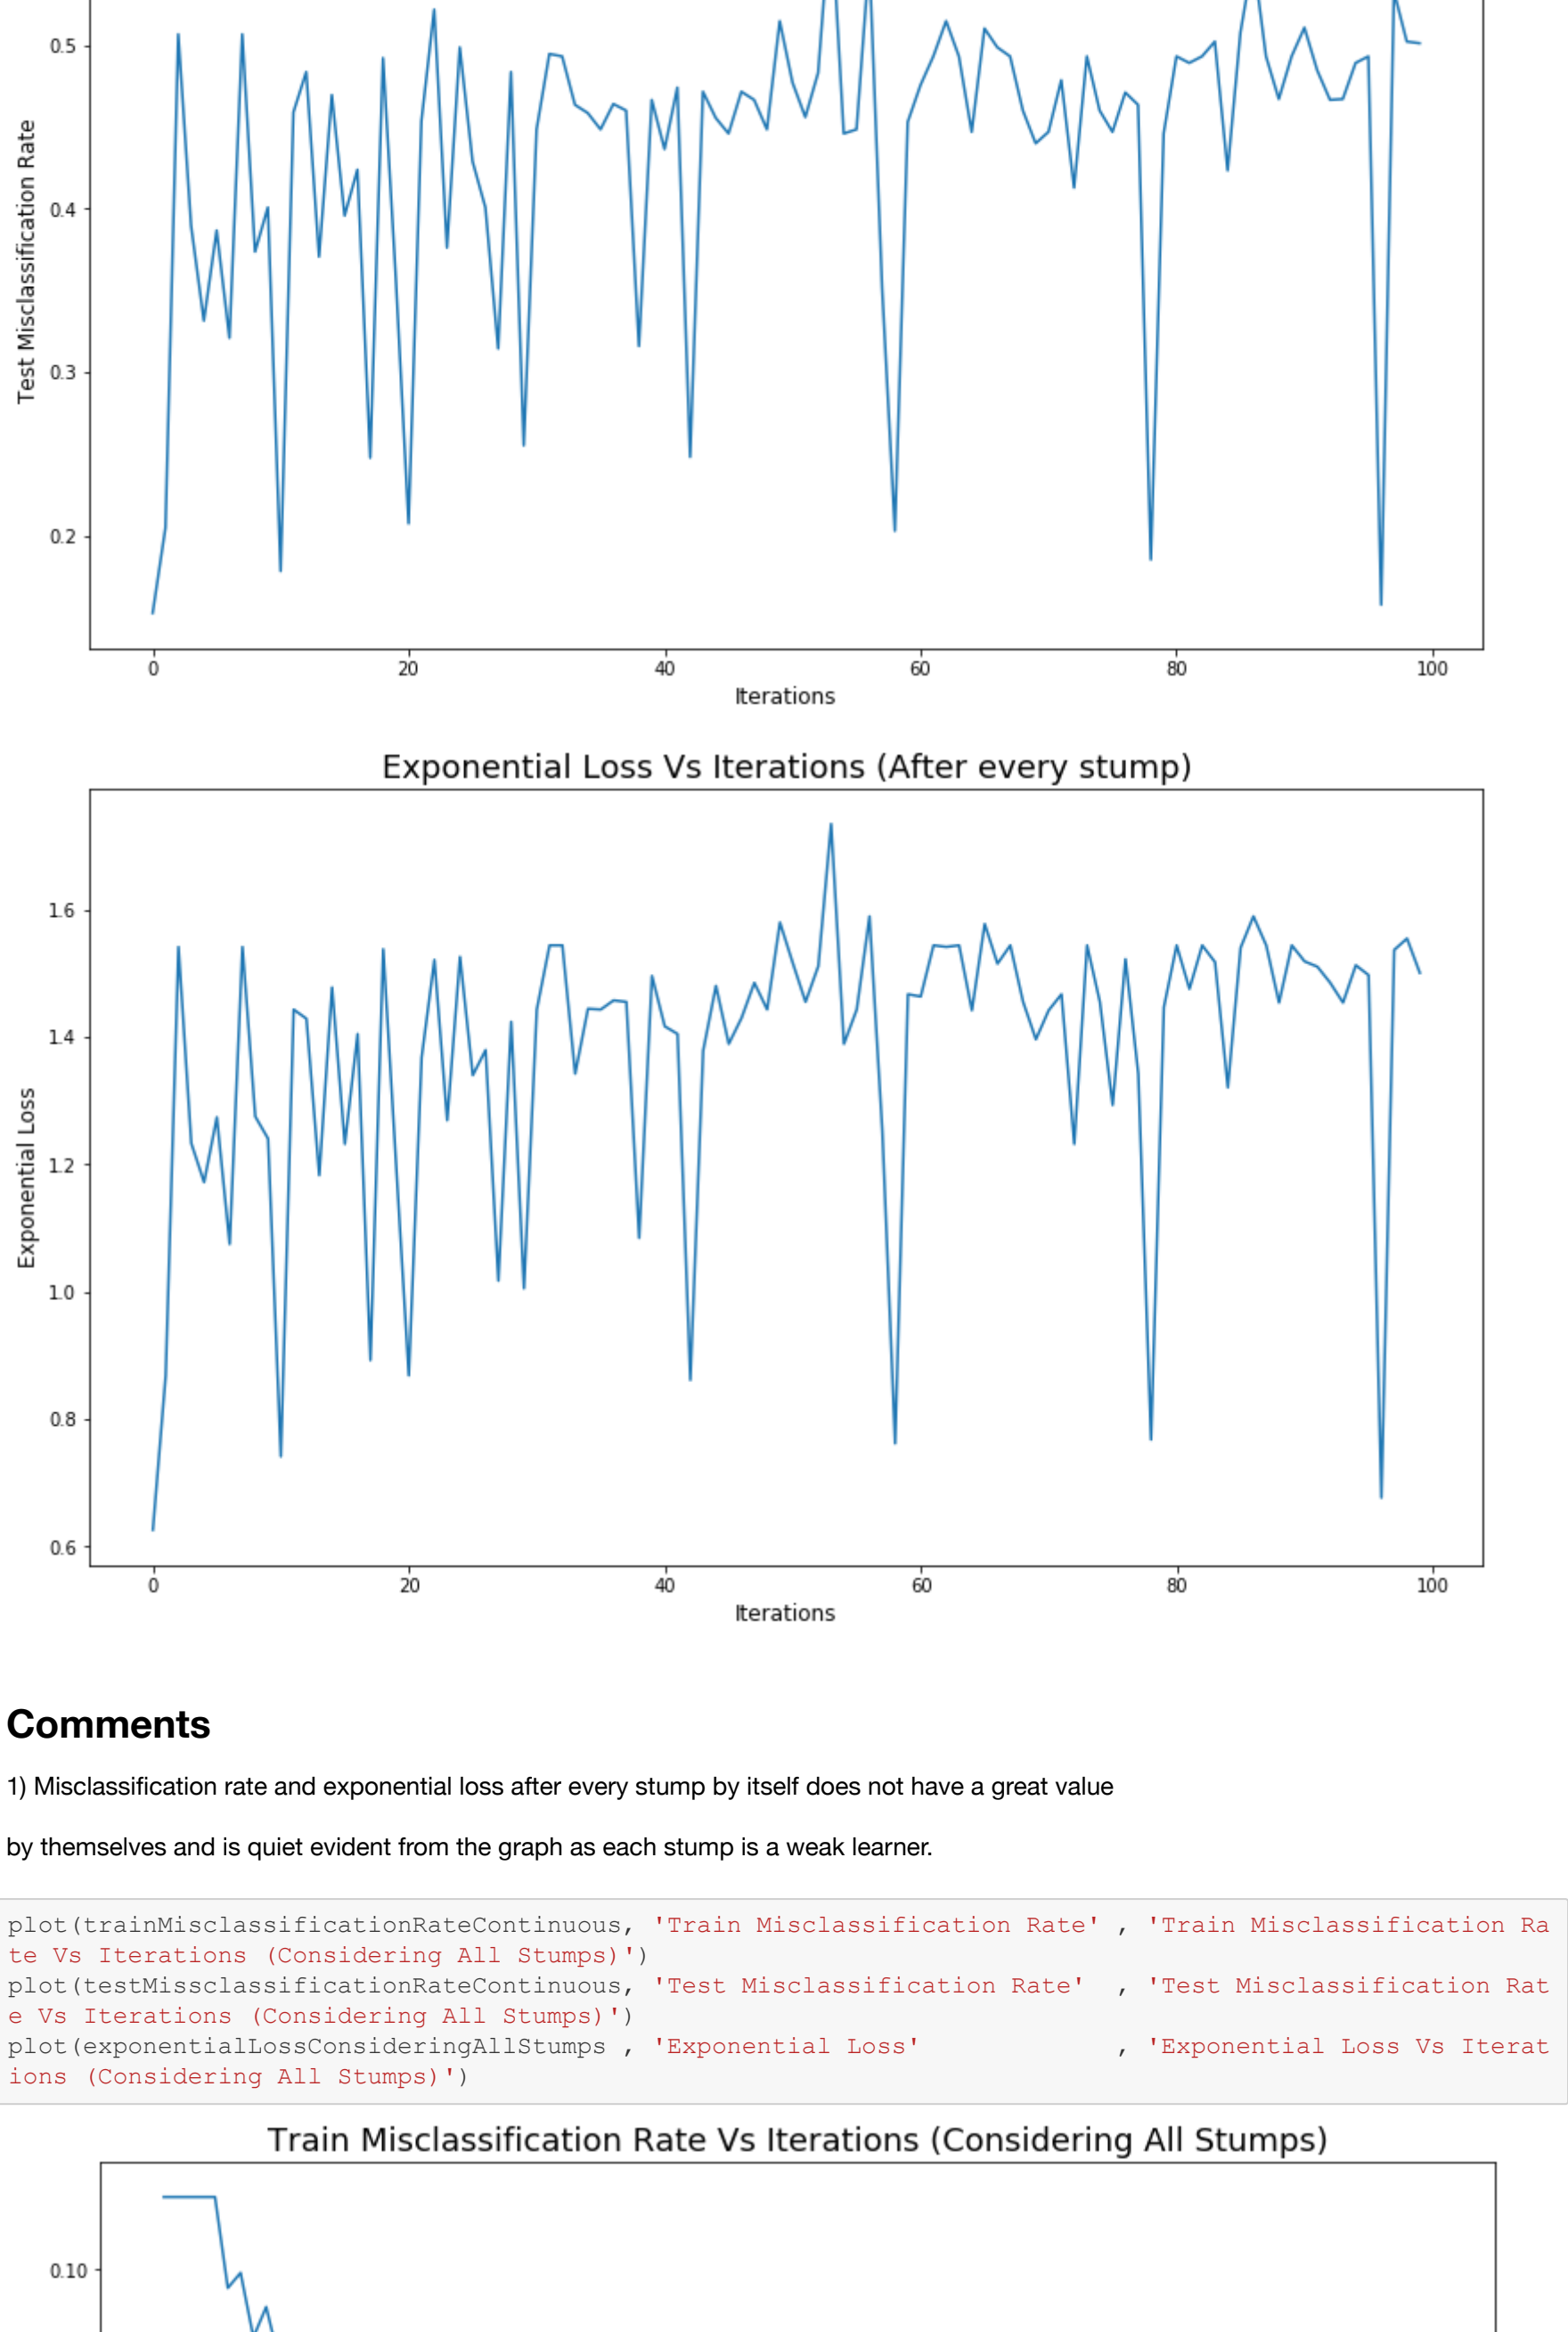 0.5
0.4
0.3
0.2
Test Misclassification Rate
0 20 40 60 80 100
Iterations
Exponential Loss Vs Iterations (After every stump)
1.6
1.4
1.2
1.0
0.8
0.6
Exponential Loss
0 20 40 60 80 100
Iterations
Comments
1) Misclassification rate and exponential loss after every stump by itself does not have a great value
by themselves and is quiet evident from the graph as each stump is a weak learner.
plot(trainMisclassificationRateContinuous, 'Train Misclassification Rate' , 'Train Misclassification Ra
te Vs Iterations (Considering All Stumps)')
plot(testMissclassificationRateContinuous, 'Test Misclassification Rate'  , 'Test Misclassification Rat
e Vs Iterations (Considering All Stumps)')
plot(exponentialLossConsideringAllStumps , 'Exponential Loss'             , 'Exponential Loss Vs Iterat
ions (Considering All Stumps)')
Train Misclassification Rate Vs Iterations (Considering All Stumps)
0.10